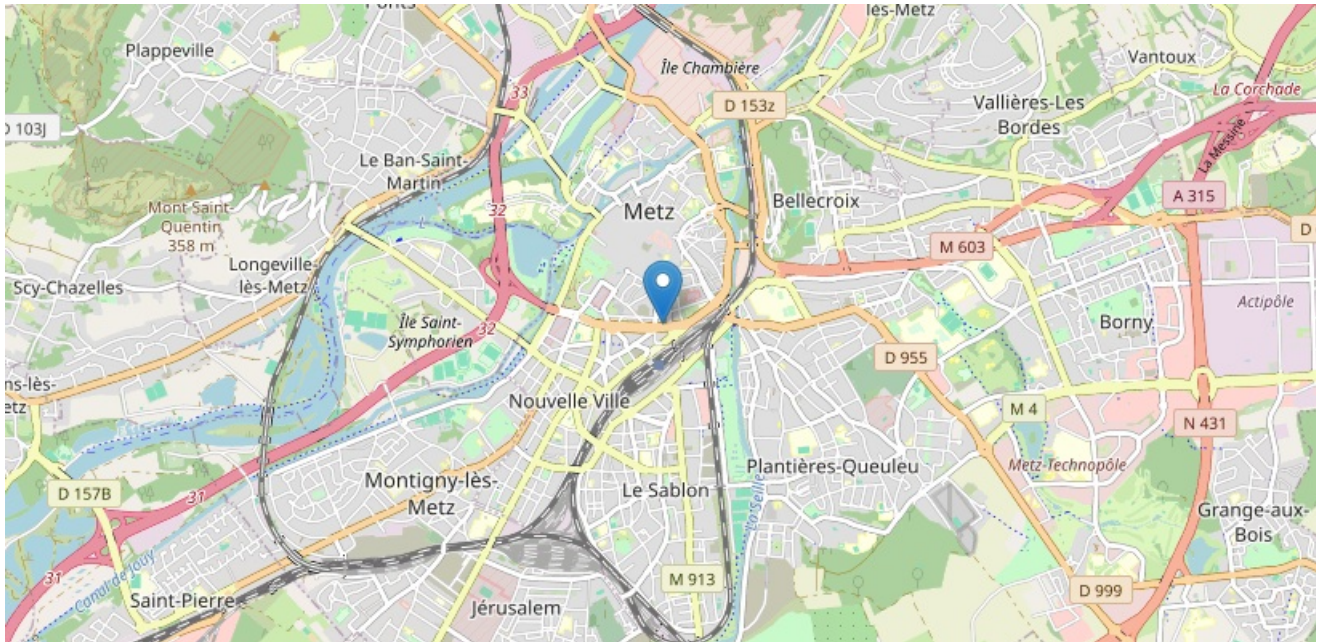 Plappeville
33
Île Chambière
lès-Metz
Vantoux
La Corchade
D 153z
Vallières-Les
Bordes
D 103J
La Messine
Le Ban-Saint-
Martin
32
Metz
Bellecroix
A 315
Mont Saint-
Quentin
358 m
M 603
D
Longeville-
lès-Metz
Scy-Chazelles
Actipôle
Île Saint-
Symphorien
32
Borny
D 955
ns-lès-
etz
Nouvelle Ville
M 4
N 431
Montigny-lès-
Metz
Le Sablon
Plantières-Queuleu
Metz-Technopôle
D 157B
31
La Seille
Grange-aux-
Bois
31
Canal de Jouy
Saint-Pierre
Jérusalem
M 913
D 999